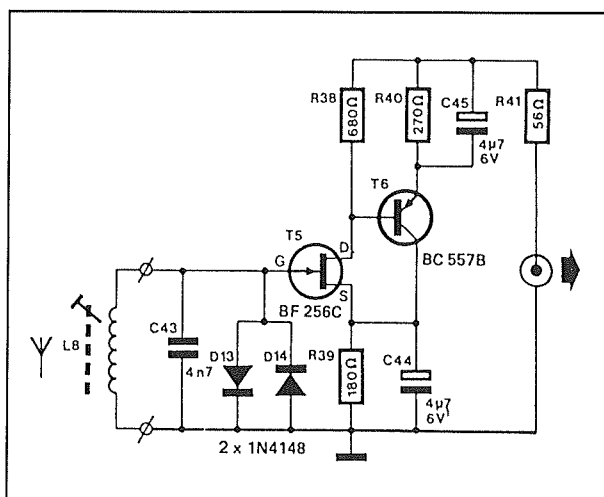 R38
680Ω
R40
270Ω
C45
4µ7
6V
R41
56Ω
T6
BC 557B
T5
D
G
S
BF 256C
L8
C43
4n7
D13
D14
R39
180Ω
C44
4µ7
6V
2 x 1N4148